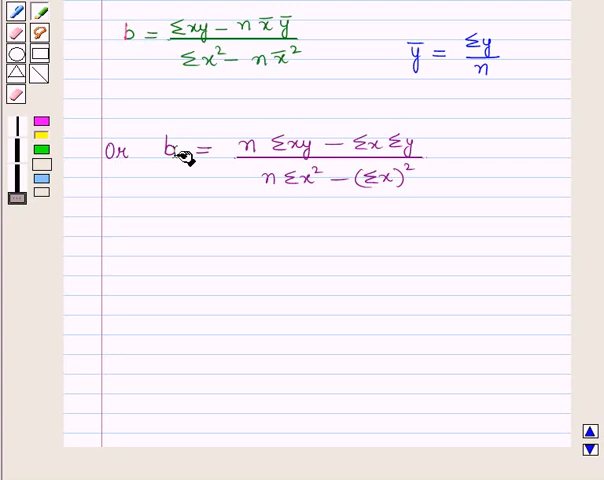 b = Σxy – n x̅ y̅ / Σx² – n x̅²
y̅ = Σy / n
Or b = n Σxy – Σx Σy / n Σx² – (Σx)²